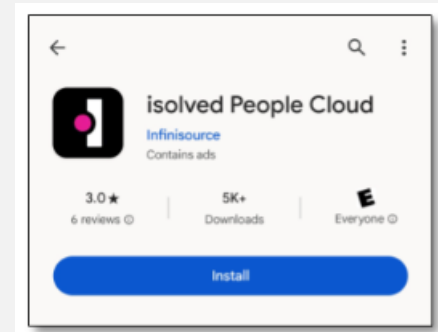 isolved People Cloud
Infinisource
Contains ads
3.0★
6 reviews ⓘ
5K+
Downloads
E
Everyone ⓘ
Install